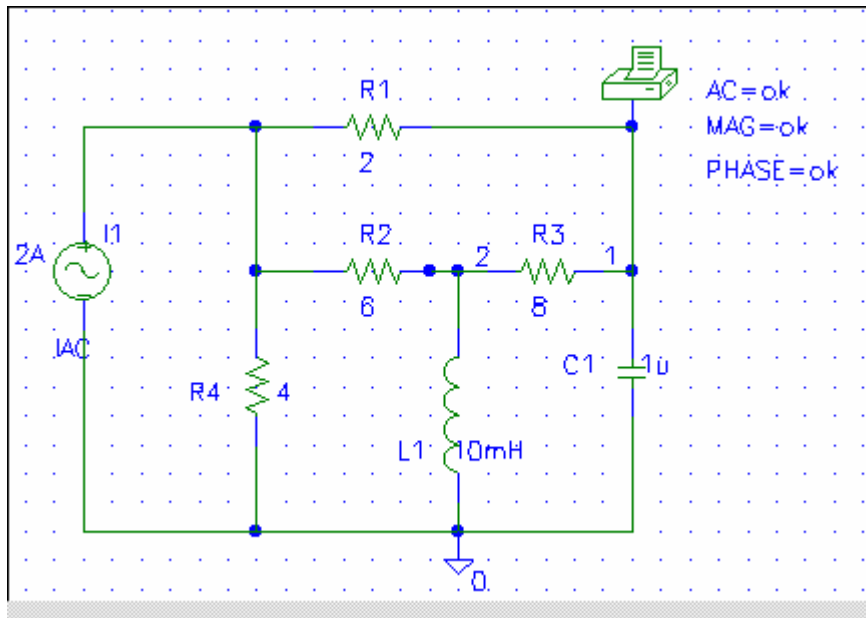 R1
AC=ok
MAG=ok
2
PHASE=ok
I1
R2
R3
2A
2
1
6
8
IAC
C1
1u
R4
4
L1
10mH
0